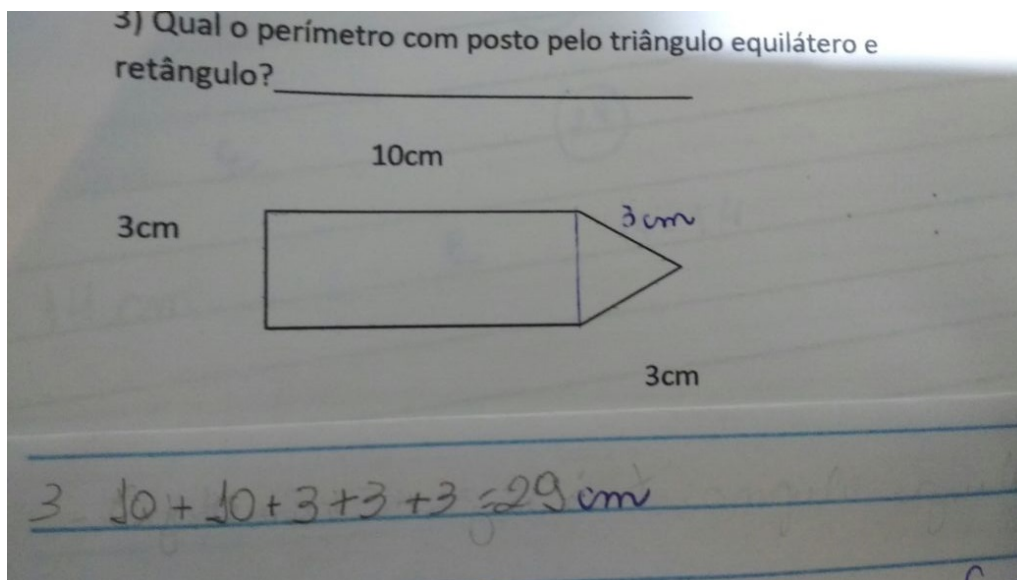 3) Qual o perímetro com posto pelo triângulo equilátero e
retângulo?
10cm
3cm
3cm
3cm
3 10 + 10 + 3 + 3 + 3 = 29 cm